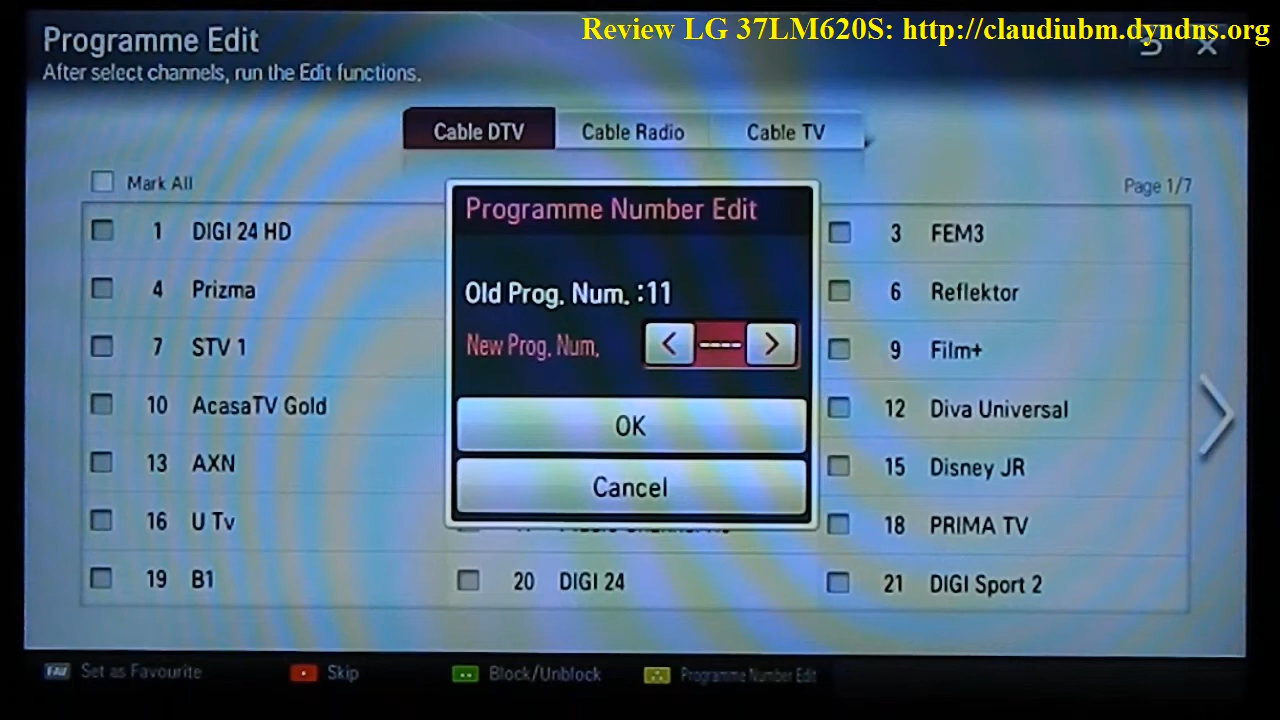 Review LG 37LM620S: http://claudiubm.dyndns.org
Programme Edit
After select channels, run the Edit functions.
Cable DTV Cable Radio Cable TV
Mark All Page 1/7
Programme Number Edit
Old Prog. Num. :11
New Prog. Num. < ---- >
OK
Cancel
1 DIGI 24 HD 3 FEM3
4 Prizma 6 Reflektor
7 STV 1 9 Film+
10 AcasaTV Gold 12 Diva Universal
13 AXN 15 Disney JR
16 U Tv 18 PRIMA TV
19 B1 20 DIGI 24 21 DIGI Sport 2
FAV Set as Favourite Skip Block/Unblock Programme Number Edit